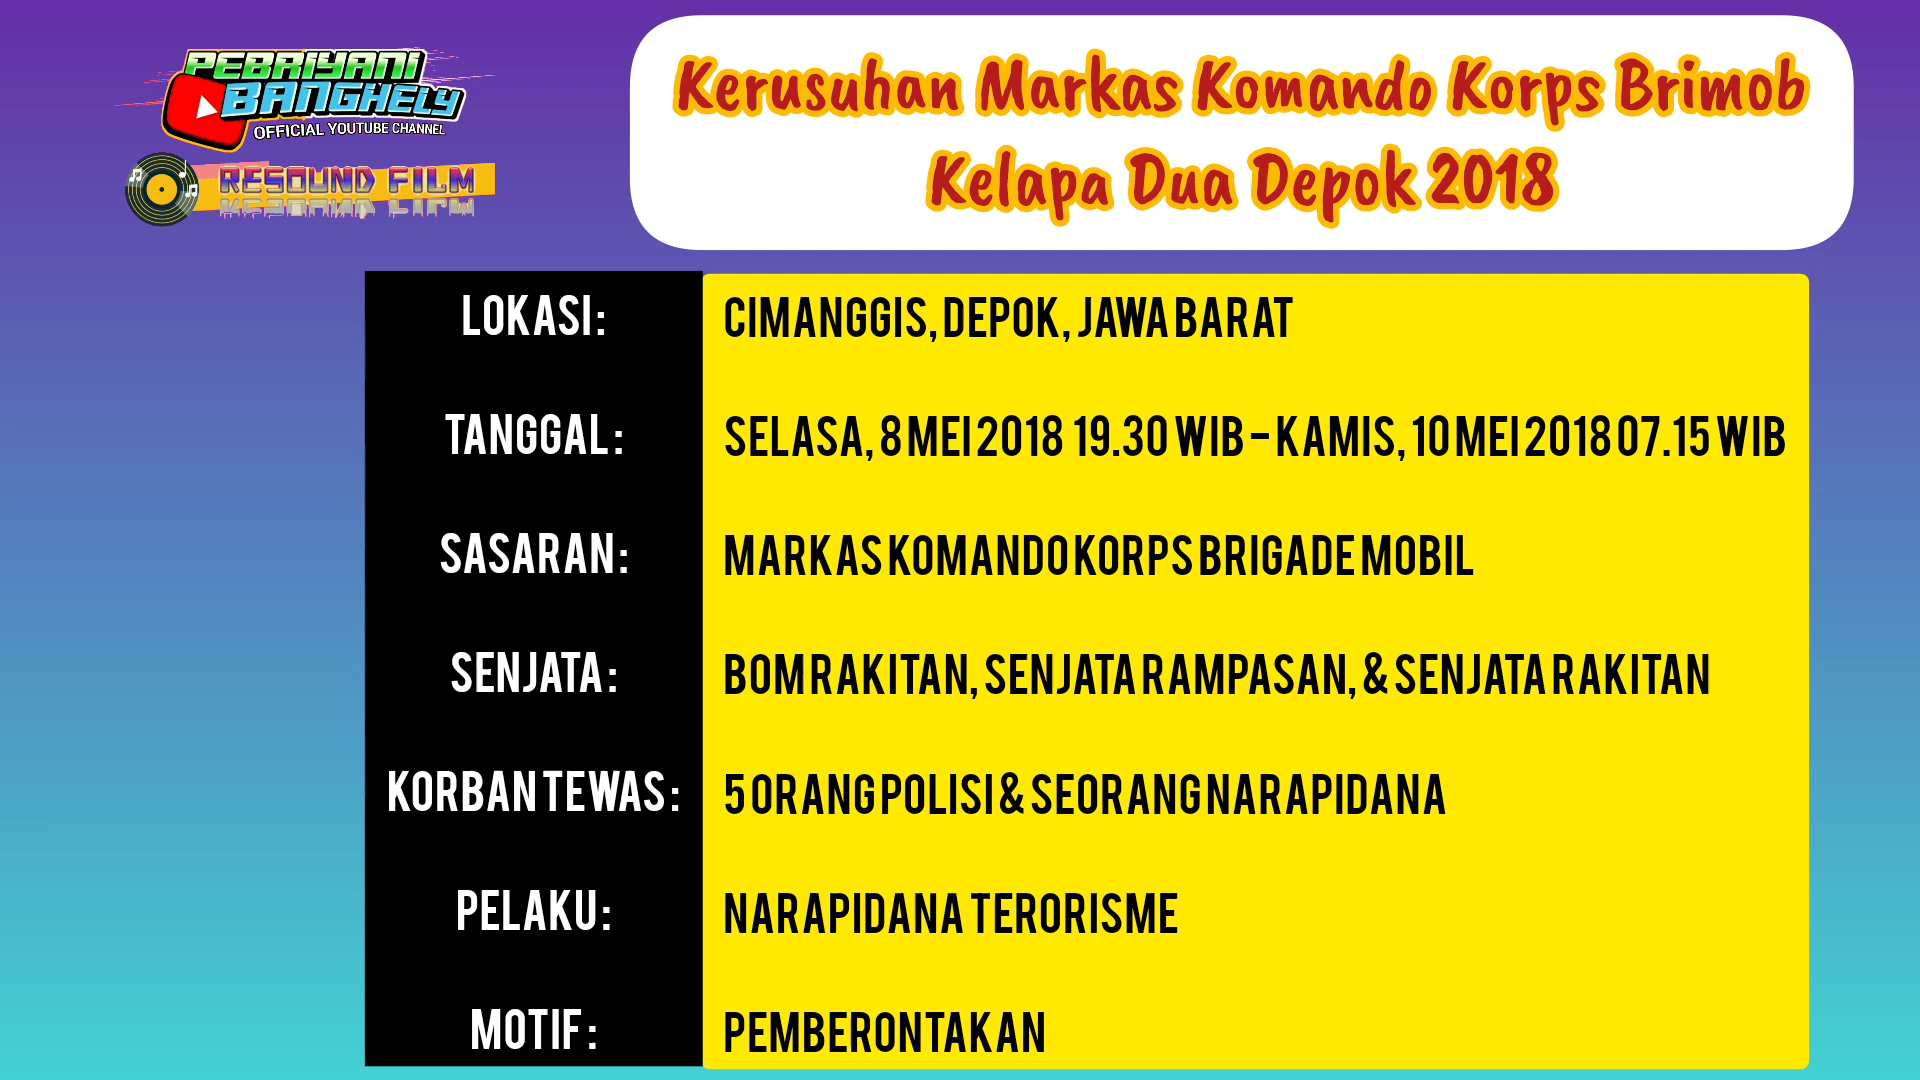 PEBRIYANI
BANGHELY
OFFICIAL YOUTUBE CHANNEL
RESOUND FILM
Kerusuhan Markas Komando Korps Brimob
Kelapa Dua Depok 2018
LOKASI : CIMANGGIS, DEPOK, JAWA BARAT
TANGGAL : SELASA, 8 MEI 2018 19.30 WIB – KAMIS, 10 MEI 2018 07.15 WIB
SASARAN : MARKAS KOMANDO KORPS BRIGADE MOBIL
SENJATA : BOM RAKITAN, SENJATA RAMPASAN, & SENJATA RAKITAN
KORBAN TEWAS : 5 ORANG POLISI & SEORANG NARAPIDANA
PELAKU : NARAPIDANA TERORISME
MOTIF : PEMBERONTAKAN